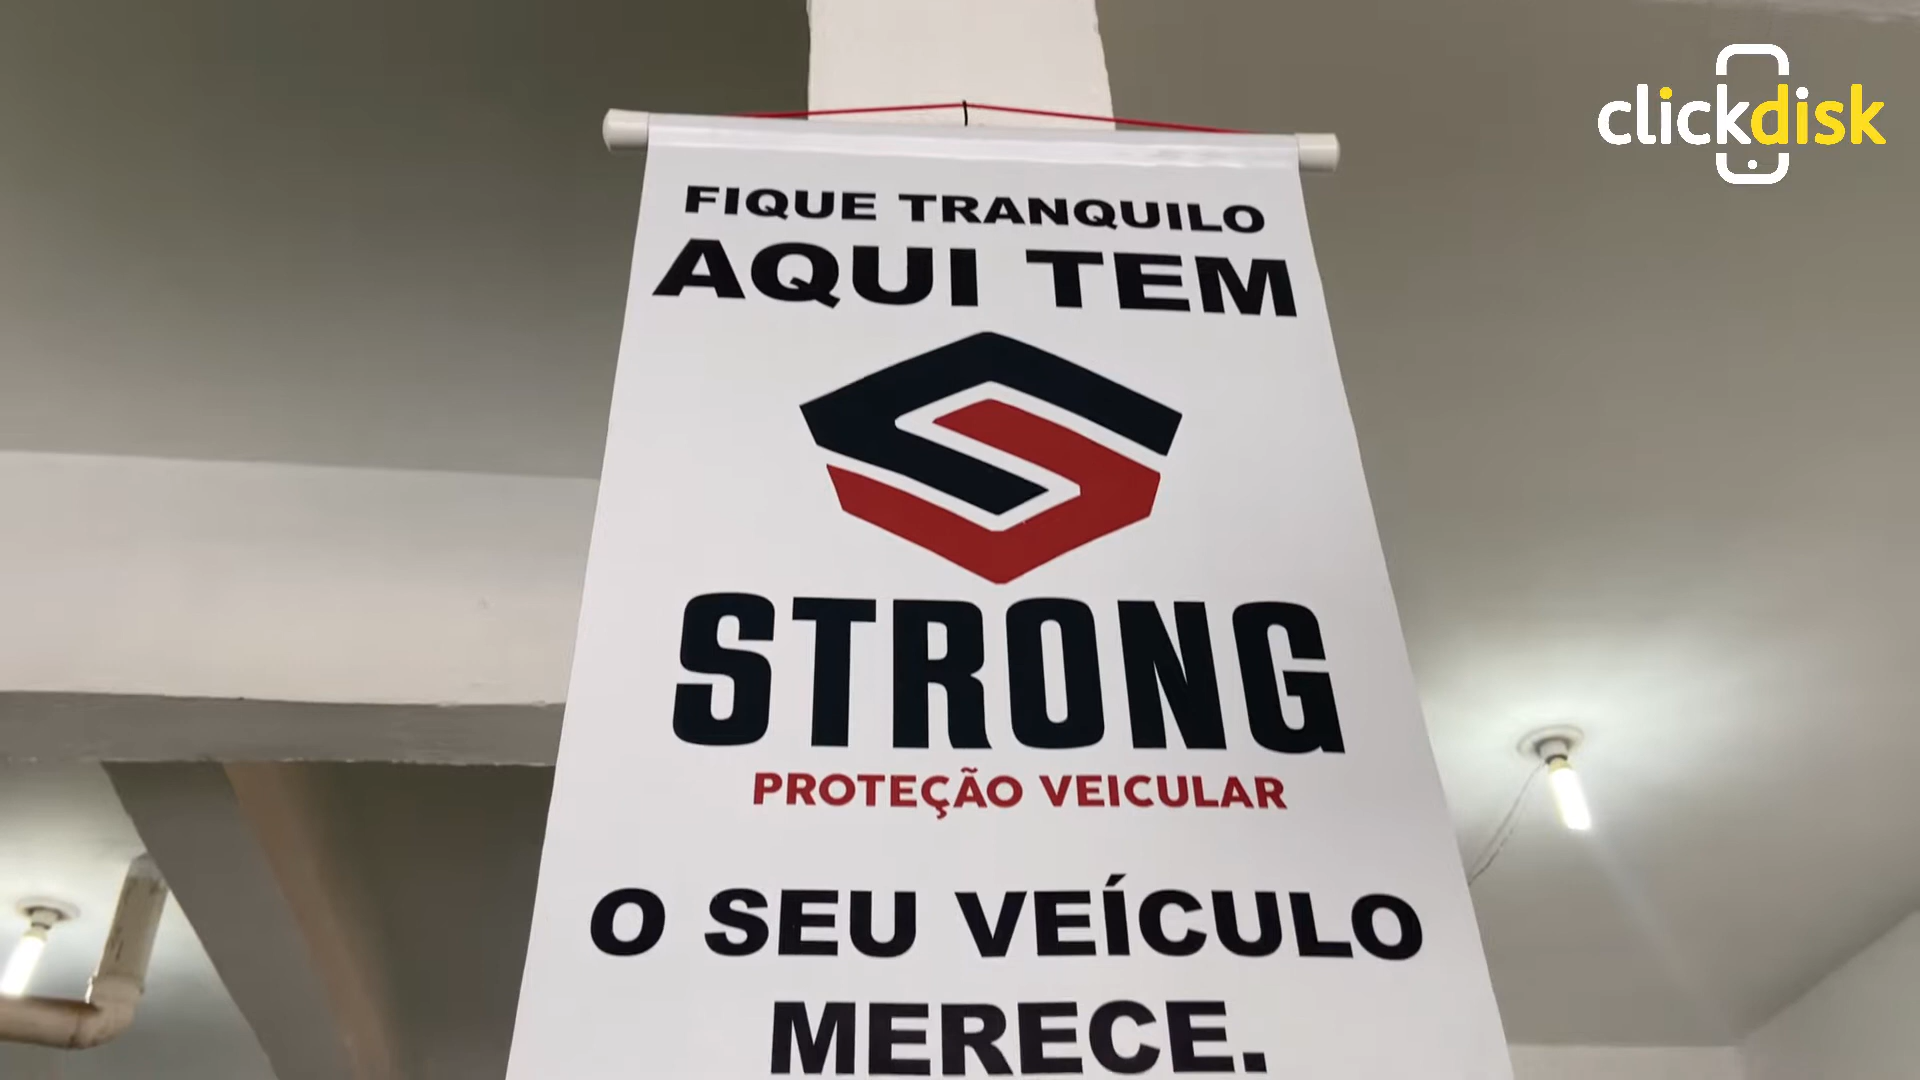 clickdisk
FIQUE TRANQUILO
AQUI TEM
STRONG
PROTEÇÃO VEICULAR
O SEU VEÍCULO
MERECE.